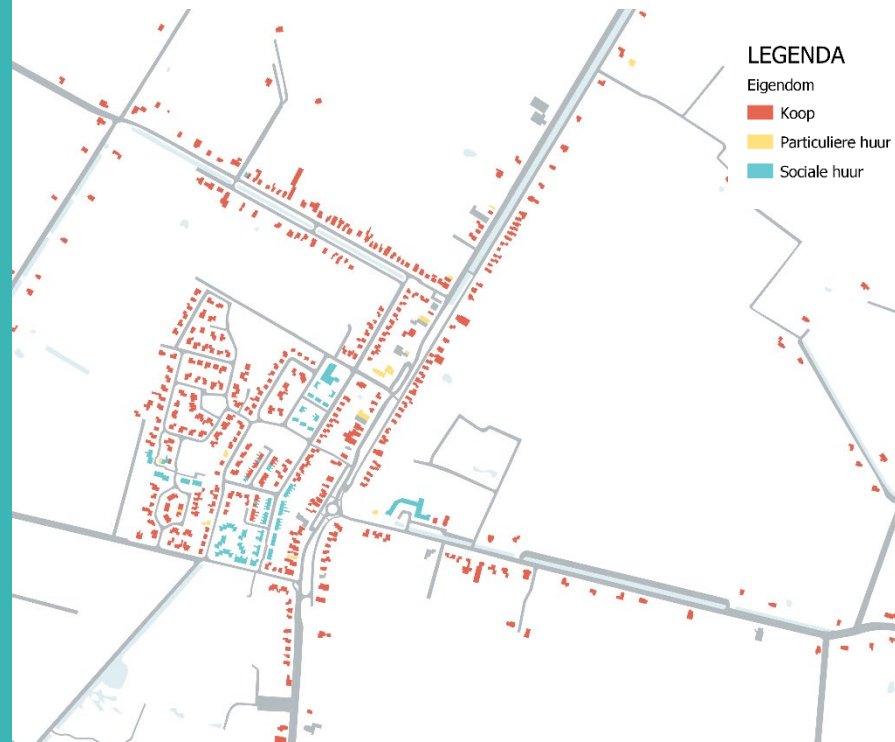 LEGENDA
Eigendom
Koop
Particuliere huur
Sociale huur